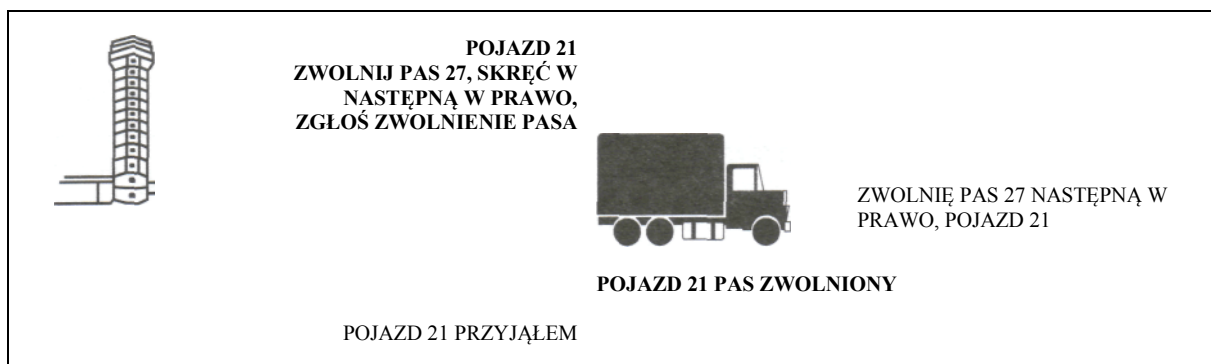 POJAZD 21
ZWOLNIJ PAS 27, SKRĘĆ W
NASTĘPNĄ W PRAWO,
ZGŁOŚ ZWOLNIENIE PASA
ZWOLNIĘ PAS 27 NASTĘPNĄ W
PRAWO, POJAZD 21
POJAZD 21 PAS ZWOLNIONY
POJAZD 21 PRZYJĄŁEM